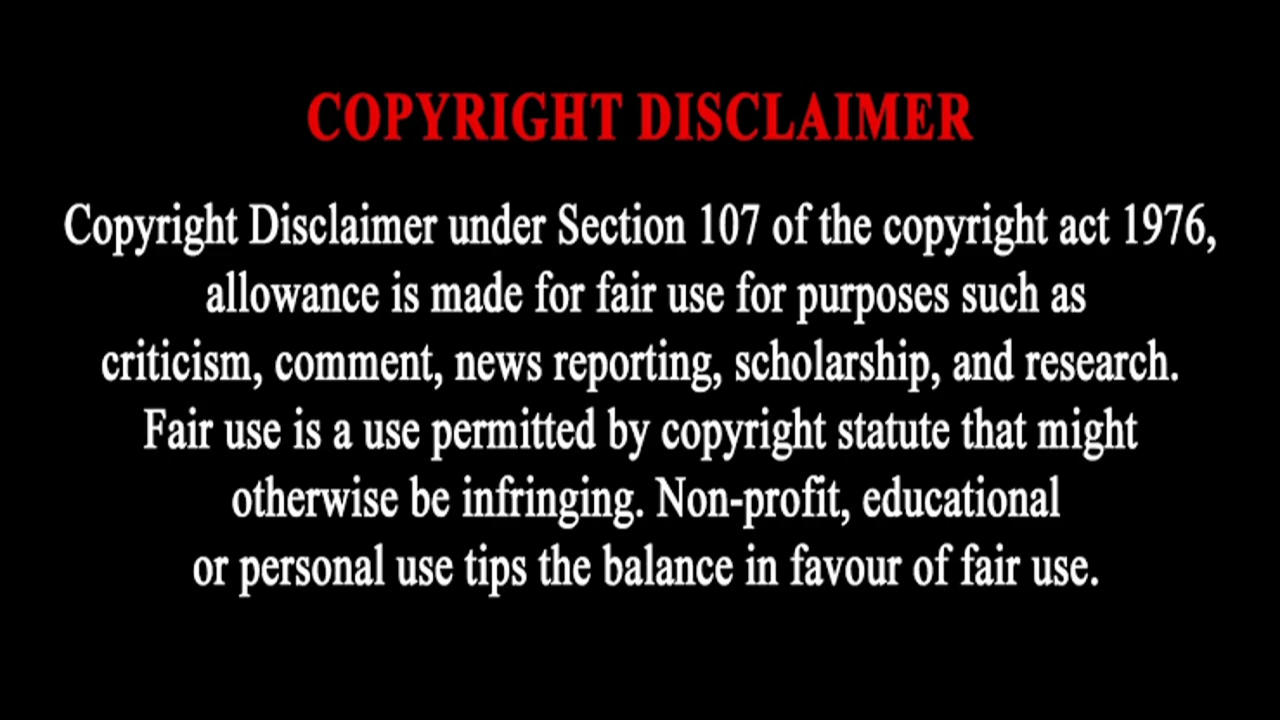 COPYRIGHT DISCLAIMER
Copyright Disclaimer under Section 107 of the copyright act 1976,
allowance is made for fair use for purposes such as
criticism, comment, news reporting, scholarship, and research.
Fair use is a use permitted by copyright statute that might
otherwise be infringing. Non-profit, educational
or personal use tips the balance in favour of fair use.